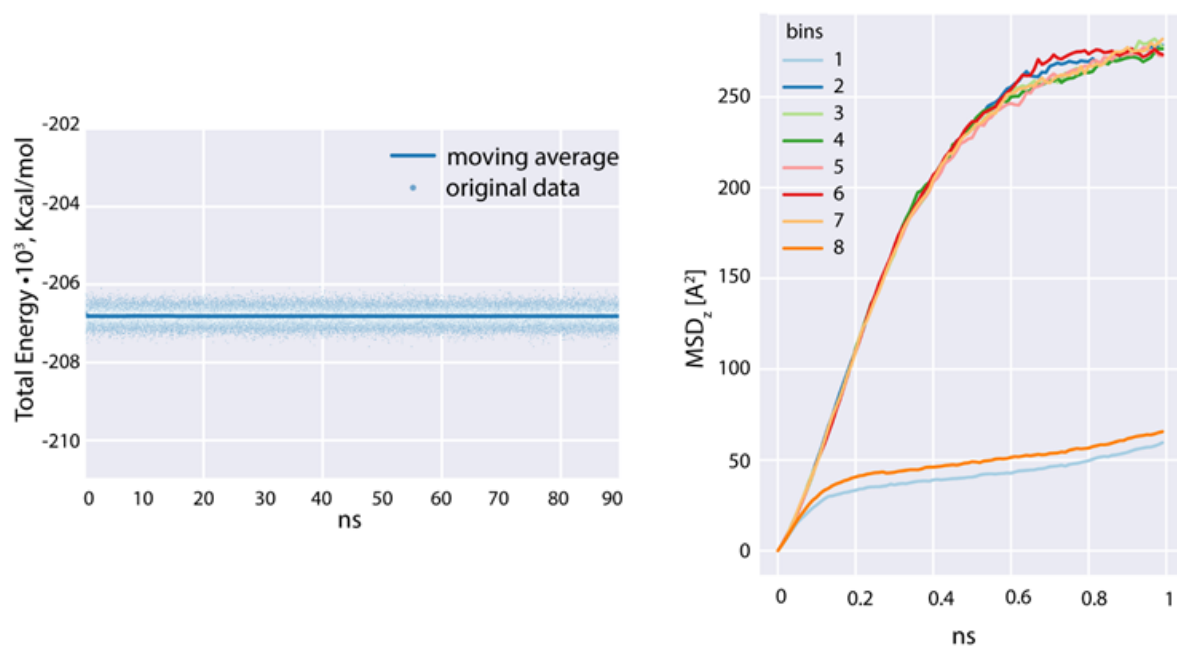 Total Energy •10³, Kcal/mol
-202
-204
-206
-208
-210
moving average
original data
0 10 20 30 40 50 60 70 80 90
ns
MSDz [A²]
250
200
150
100
50
0
bins
1
2
3
4
5
6
7
8
0 0.2 0.4 0.6 0.8 1
ns